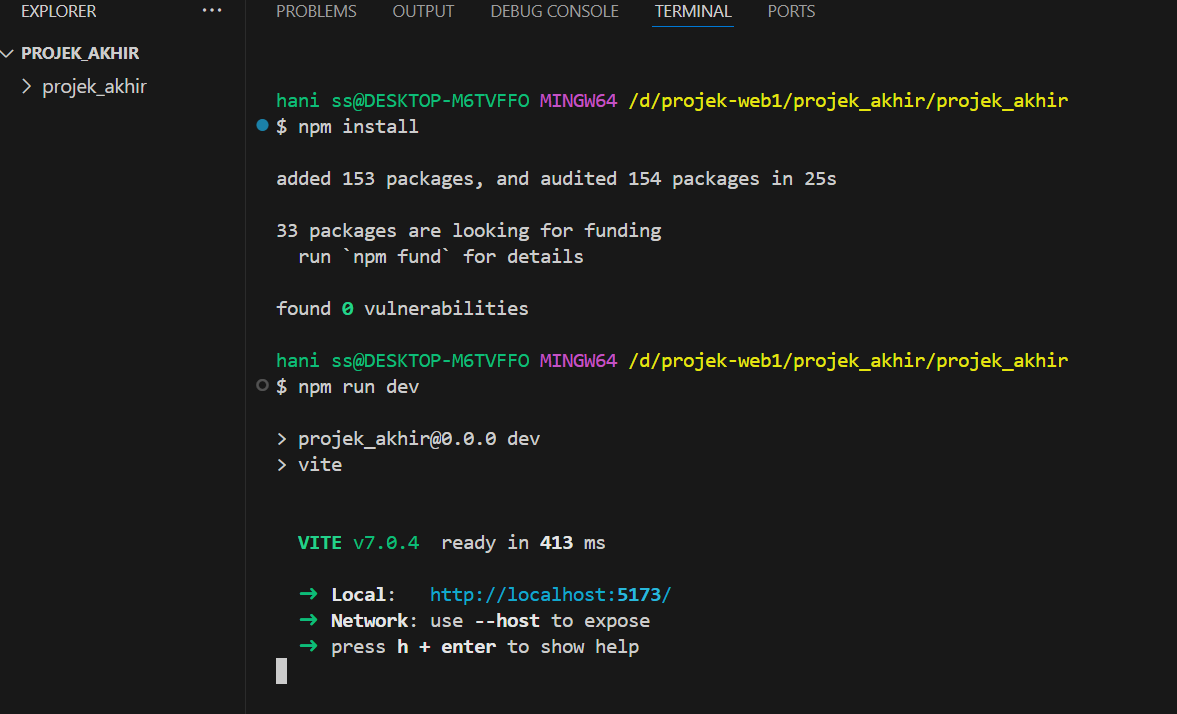 EXPLORER ···
PROBLEMS OUTPUT DEBUG CONSOLE TERMINAL PORTS
PROJEK_AKHIR
projek_akhir
hani ss@DESKTOP-M6TVFFO MINGW64 /d/projek-web1/projek_akhir/projek_akhir
$ npm install
added 153 packages, and audited 154 packages in 25s
33 packages are looking for funding
run `npm fund` for details
found 0 vulnerabilities
hani ss@DESKTOP-M6TVFFO MINGW64 /d/projek-web1/projek_akhir/projek_akhir
$ npm run dev
> projek_akhir@0.0.0 dev
> vite
VITE v7.0.4 ready in 413 ms
➜ Local: http://localhost:5173/
➜ Network: use --host to expose
➜ press h + enter to show help